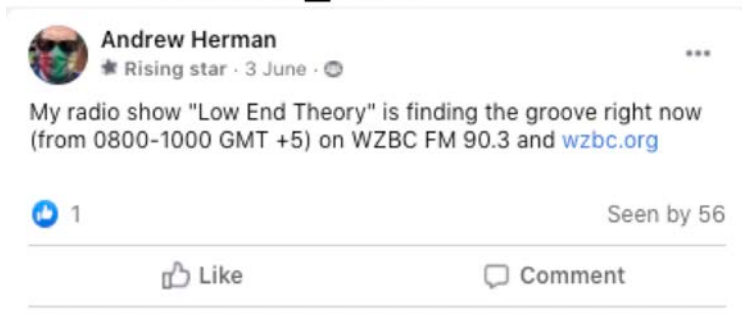 Andrew Herman
Rising star · 3 June ·
My radio show "Low End Theory" is finding the groove right now
(from 0800-1000 GMT +5) on WZBC FM 90.3 and wzbc.org
1
Seen by 56
Like
Comment